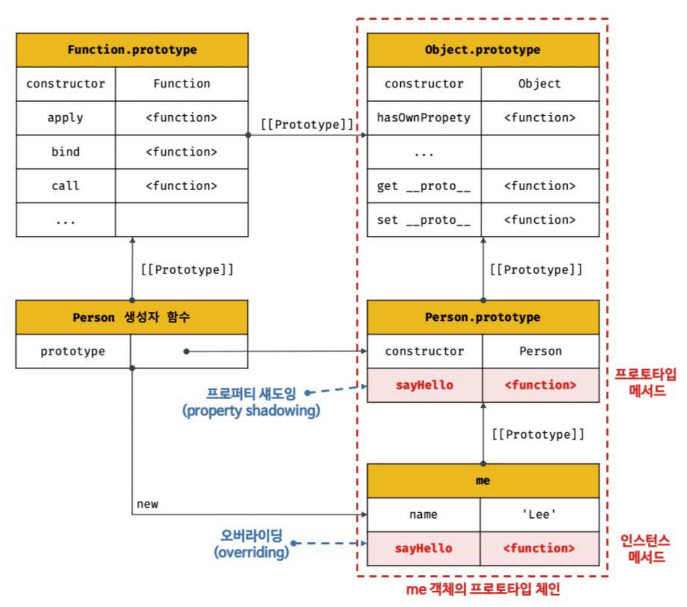 Function.prototype
constructor Function
apply <function>
bind <function>
call <function>
...
[[Prototype]]
Object.prototype
constructor Object
hasOwnPropety <function>
...
get __proto__ <function>
set __proto__ <function>
[[Prototype]]
[[Prototype]]
Person 생성자 함수
prototype
Person.prototype
constructor Person
sayHello <function>
프로토타입
메서드
프로퍼티 섀도잉
(property shadowing)
[[Prototype]]
new
me
name 'Lee'
sayHello <function>
오버라이딩
(overriding)
인스턴스
메서드
me 객체의 프로토타입 체인